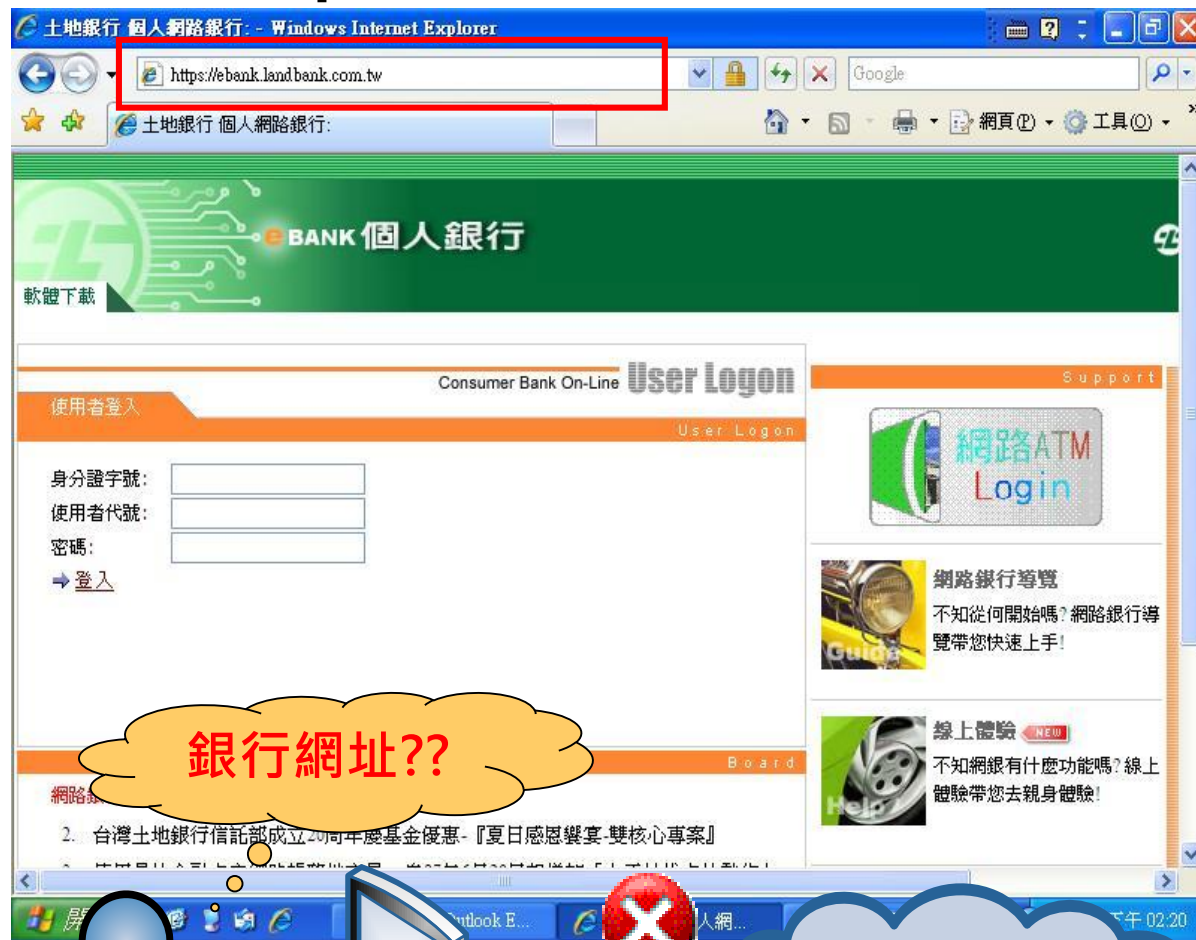 土地銀行 個人網路銀行: - Windows Internet Explorer
https://ebank.landbank.com.tw
Google
土地銀行 個人網路銀行:
網頁(P)
工具(O)
eBANK 個人銀行
軟體下載
Consumer Bank On-Line User Logon
使用者登入
User Logon
身分證字號:
使用者代號:
密碼:
登入
Support
網路ATM
Login
Guide
網路銀行導覽
不知從何開始嗎?網路銀行導
覽帶您快速上手!
Help
線上體驗 NEW
不知網銀有什麼功能嗎?線上
體驗帶您去親身體驗!
銀行網址??
Board
網路
2. 台灣土地銀行信託部成立20周年慶基金優惠-『夏日感恩饗宴-雙核心專案』
Outlook E...
人網...
下午 02:20